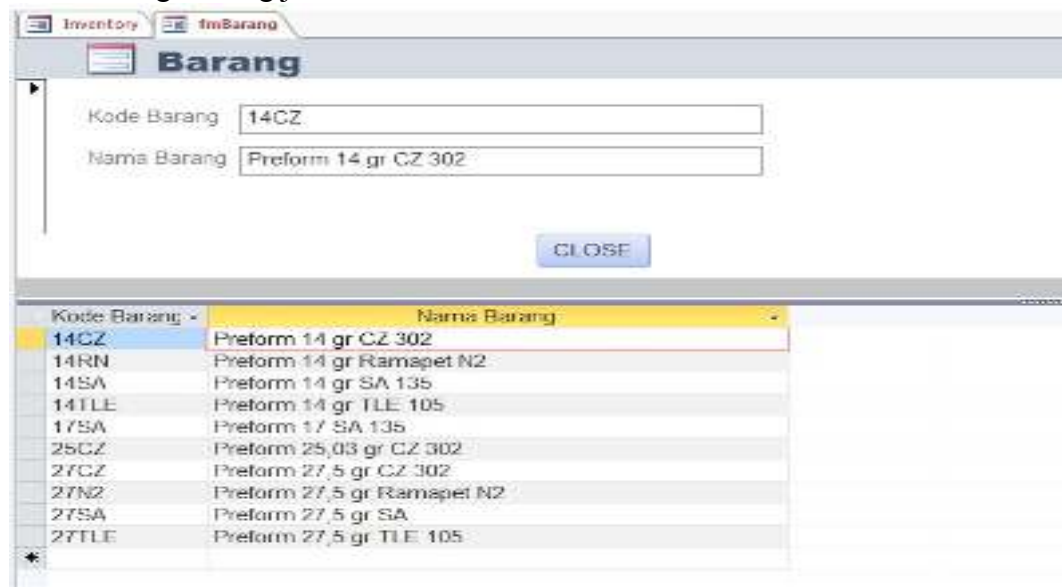 Inventory fmBarang
Barang
Kode Barang 14CZ
Nama Barang Preform 14 gr CZ 302
CLOSE
Kode Barang Nama Barang
14CZ Preform 14 gr CZ 302
14RN Preform 14 gr Ramapet N2
14SA Preform 14 gr SA 135
14TLE Preform 14 gr TLE 105
17SA Preform 17 SA 135
25CZ Preform 25,03 gr CZ 302
27CZ Preform 27,5 gr CZ 302
27N2 Preform 27,5 gr Ramapet N2
27SA Preform 27,5 gr SA
27TLE Preform 27,5 gr TLE 105